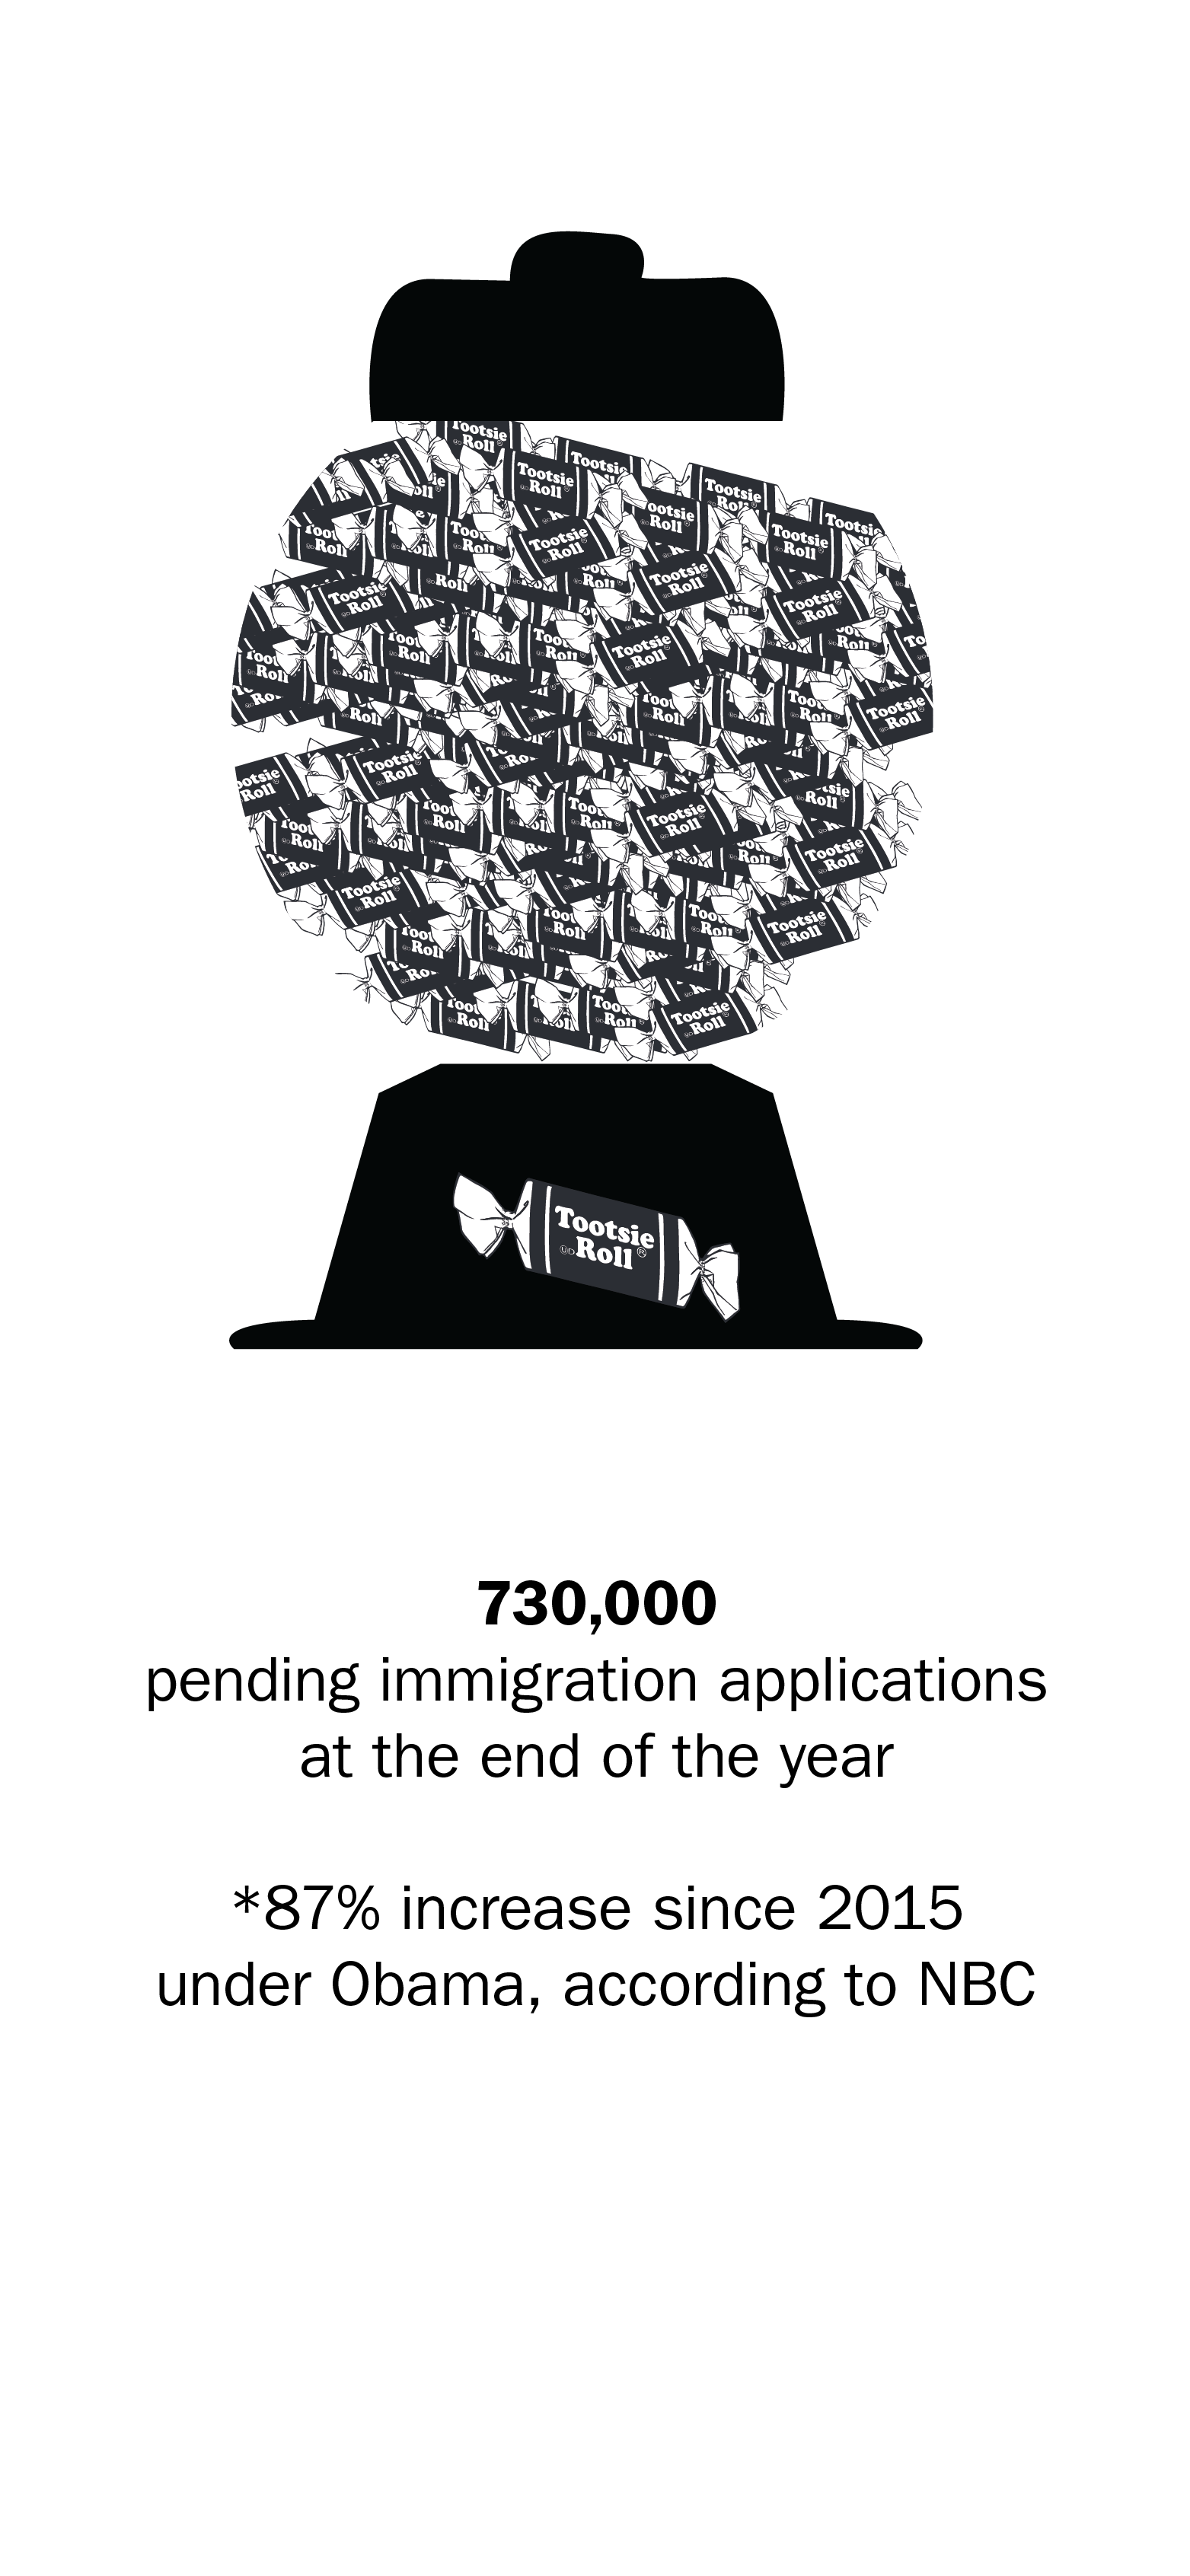 Tootsie
Roll®
730,000
pending immigration applications
at the end of the year
*87% increase since 2015
under Obama, according to NBC